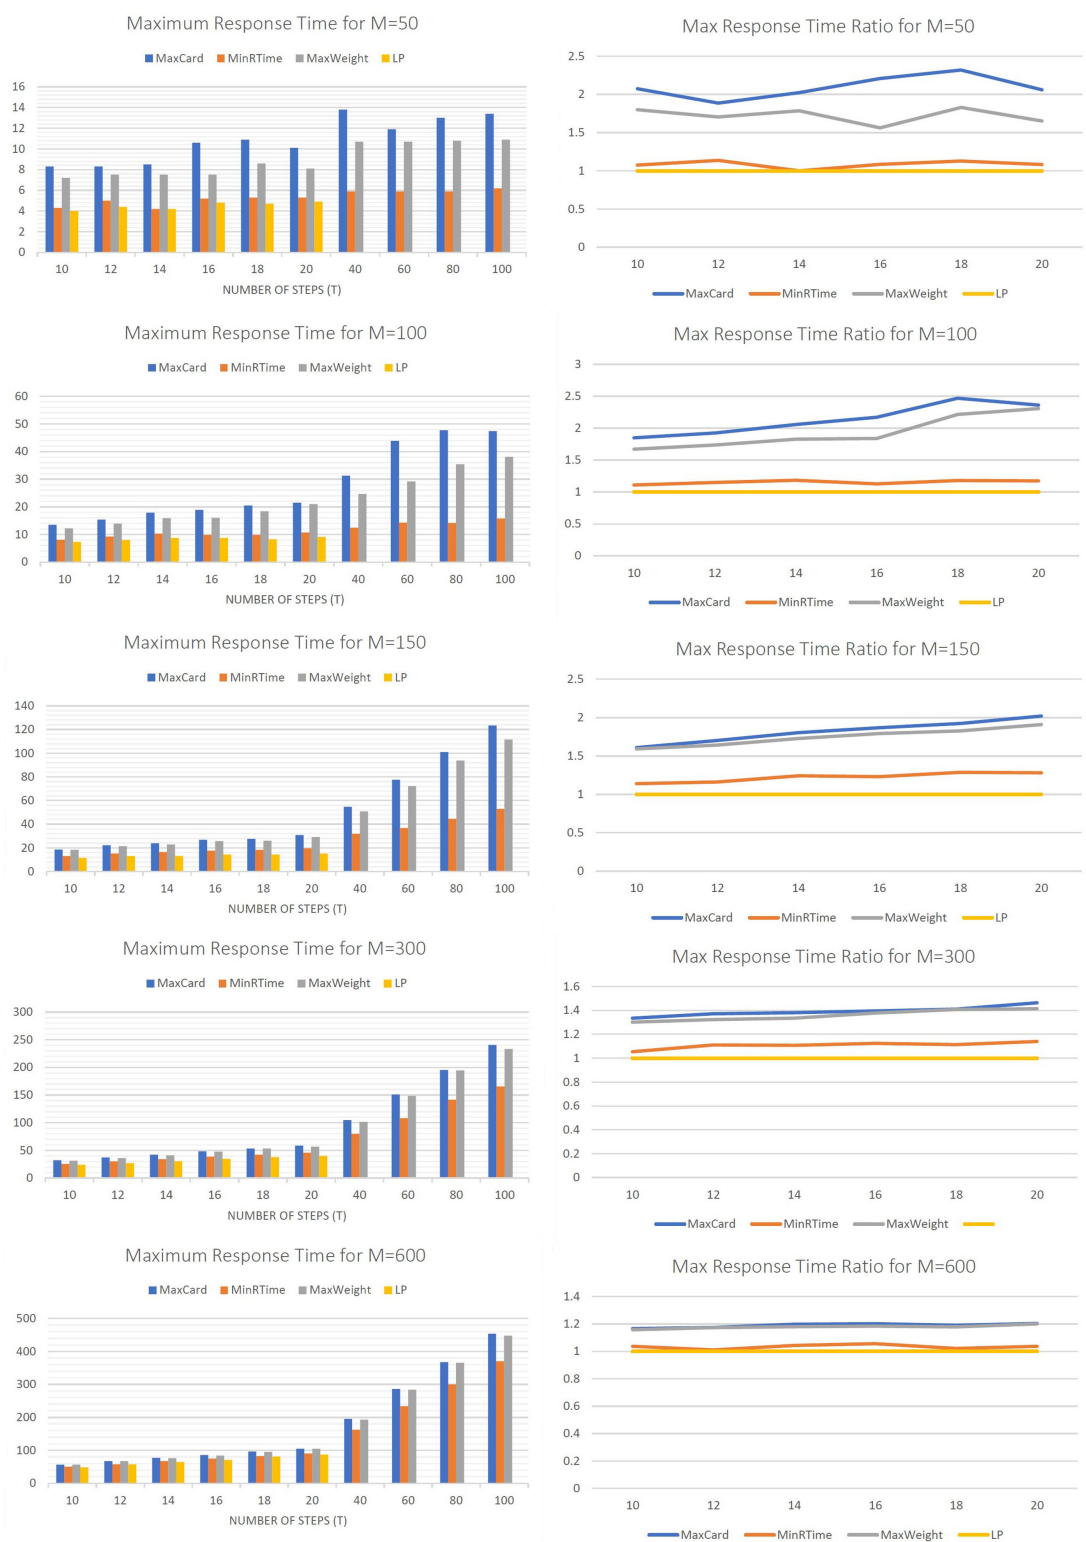 Maximum Response Time for M=50
MaxCard MinRTime MaxWeight LP
16
14
12
10
8
6
4
2
0
10 12 14 16 18 20 40 60 80 100
NUMBER OF STEPS (T)
Max Response Time Ratio for M=50
2.5
2
1.5
1
0.5
0
10 12 14 16 18 20
MaxCard MinRTime MaxWeight LP
Maximum Response Time for M=100
MaxCard MinRTime MaxWeight LP
60
50
40
30
20
10
0
10 12 14 16 18 20 40 60 80 100
NUMBER OF STEPS (T)
Max Response Time Ratio for M=100
3
2.5
2
1.5
1
0.5
0
10 12 14 16 18 20
MaxCard MinRTime MaxWeight LP
Maximum Response Time for M=150
MaxCard MinRTime MaxWeight LP
140
120
100
80
60
40
20
0
10 12 14 16 18 20 40 60 80 100
NUMBER OF STEPS (T)
Max Response Time Ratio for M=150
2.5
2
1.5
1
0.5
0
10 12 14 16 18 20
MaxCard MinRTime MaxWeight LP
Maximum Response Time for M=300
MaxCard MinRTime MaxWeight LP
300
250
200
150
100
50
0
10 12 14 16 18 20 40 60 80 100
NUMBER OF STEPS (T)
Max Response Time Ratio for M=300
1.6
1.4
1.2
1
0.8
0.6
0.4
0.2
0
10 12 14 16 18 20
MaxCard MinRTime MaxWeight
Maximum Response Time for M=600
MaxCard MinRTime MaxWeight LP
500
400
300
200
100
0
10 12 14 16 18 20 40 60 80 100
NUMBER OF STEPS (T)
Max Response Time Ratio for M=600
1.4
1.2
1
0.8
0.6
0.4
0.2
0
10 12 14 16 18 20
MaxCard MinRTime MaxWeight LP